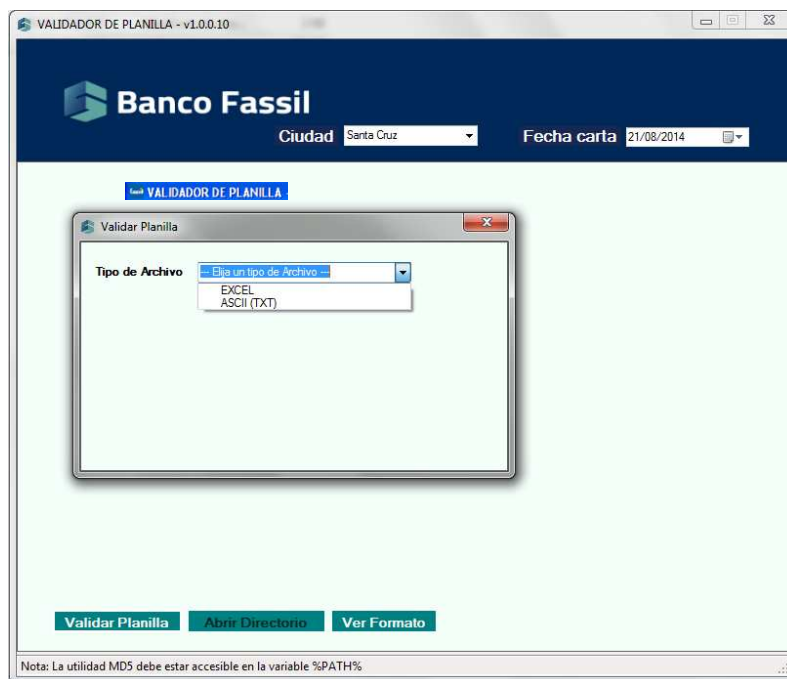 VALIDADOR DE PLANILLA - v1.0.0.10
Banco Fassil
Ciudad Santa Cruz Fecha carta 21/08/2014
VALIDADOR DE PLANILLA
Validar Planilla
Tipo de Archivo --- Elija un tipo de Archivo ---
EXCEL
ASCII (TXT)
Validar Planilla Abrir Directorio Ver Formato
Nota: La utilidad MD5 debe estar accesible en la variable %PATH%